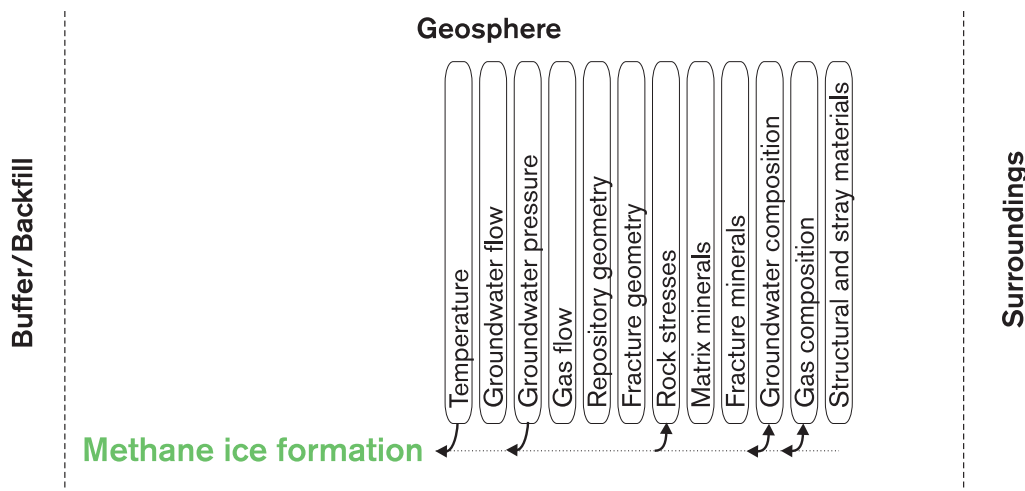 Geosphere
Buffer/Backfill
Temperature
Groundwater flow
Groundwater pressure
Gas flow
Repository geometry
Fracture geometry
Rock stresses
Matrix minerals
Fracture minerals
Groundwater composition
Gas composition
Structural and stray materials
Surroundings
Methane ice formation